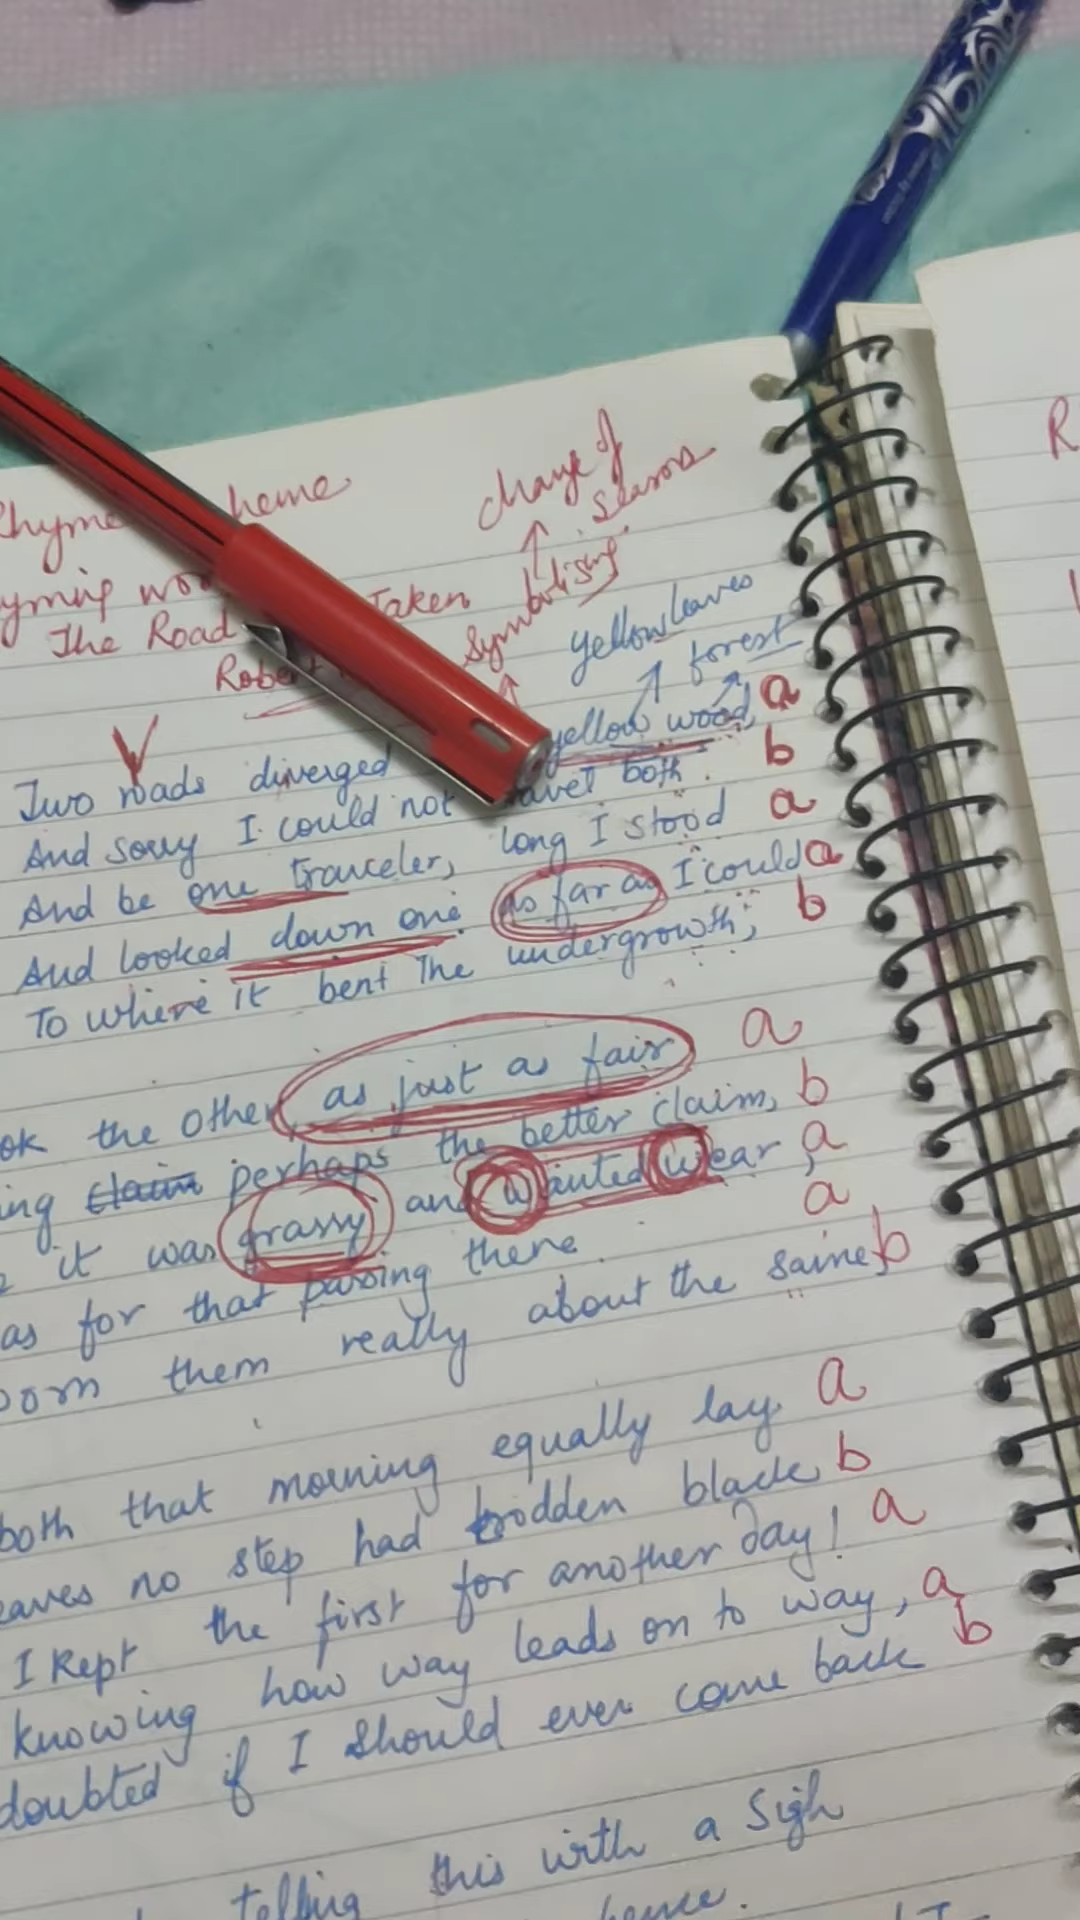 change of
seasons
heme
symbolising
Taken
The Road
yellow leaves
forest
yellow wood, a
Two roads diverged
And sorry I could not both. b
And be one traveler, long I stood a
And looked down one as far as I could a
To where it bent The undergrowth; b
the other, as just as fair a
perhaps the better claim, b
it was grassy and wanted wear, a
as for that passing there a
them really about the same, b
both that morning equally lay a
no step had trodden black b
I Kept the first for another day! a
knowing how way leads on to way, a
doubted if I should ever come back b
telling this with a Sigh
R